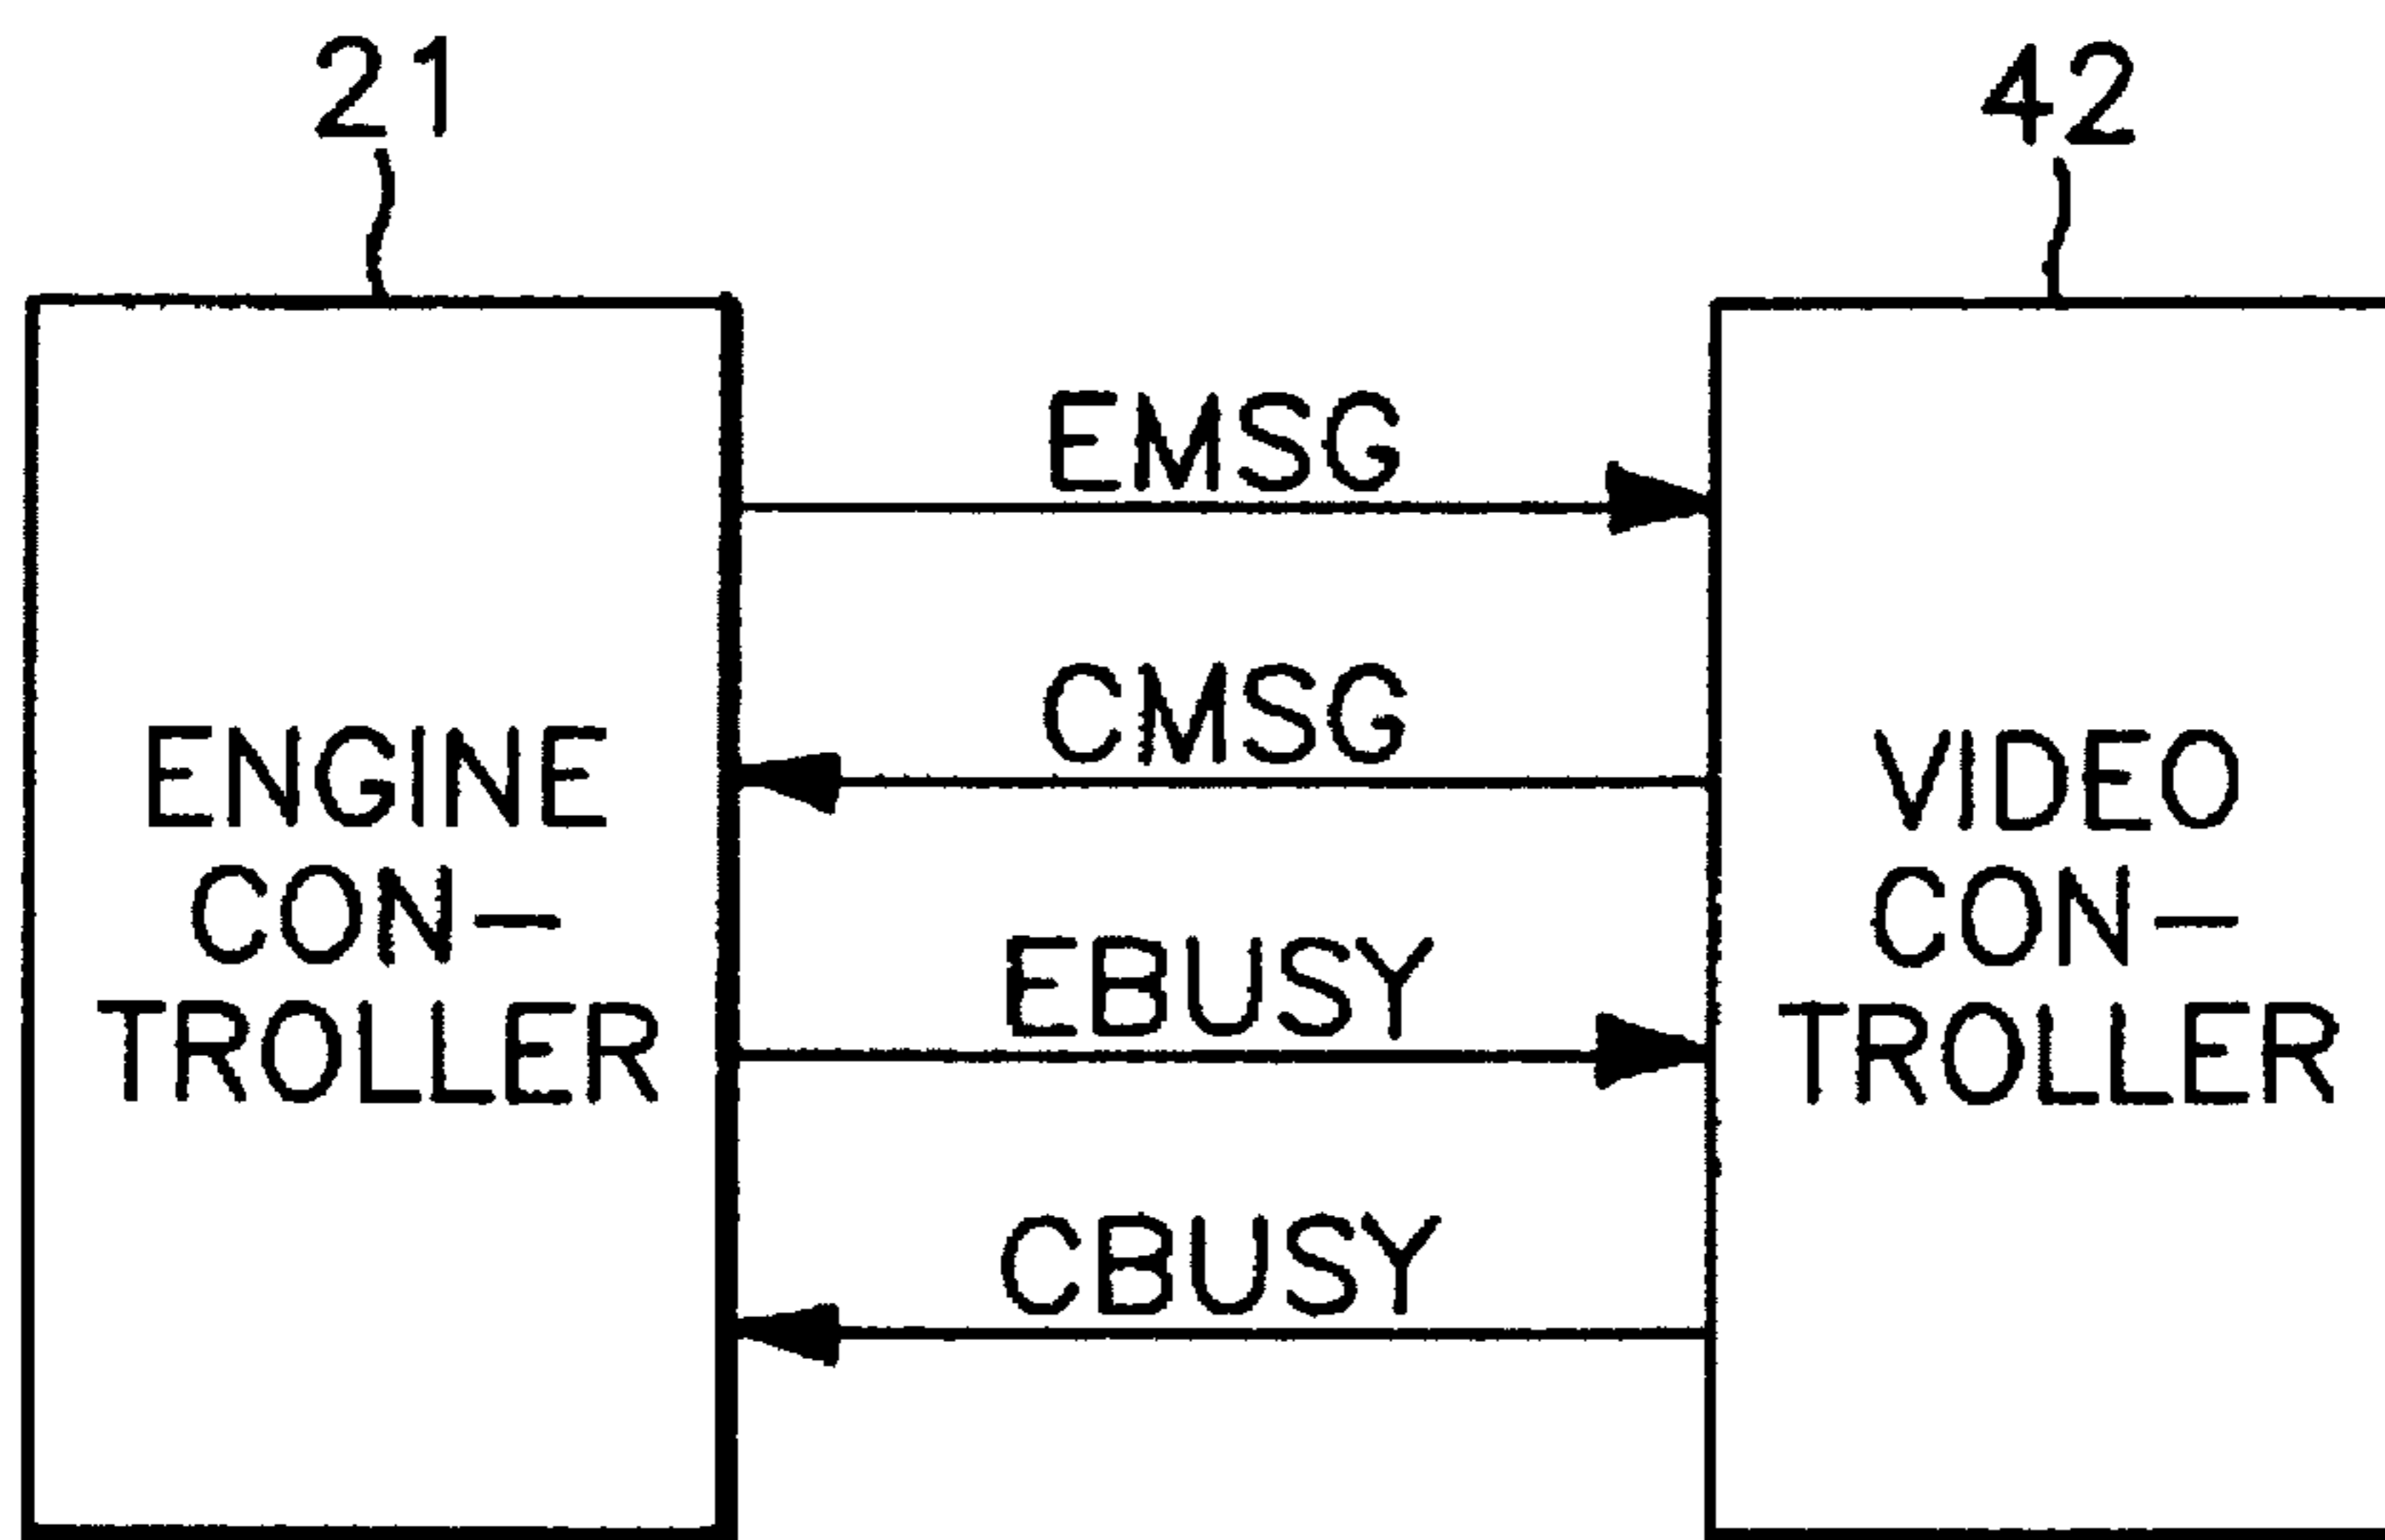 21
42
EMSG
CMSG
ENGINE
CON-
TROLLER
VIDEO
CON-
TROLLER
EBUSY
CBUSY